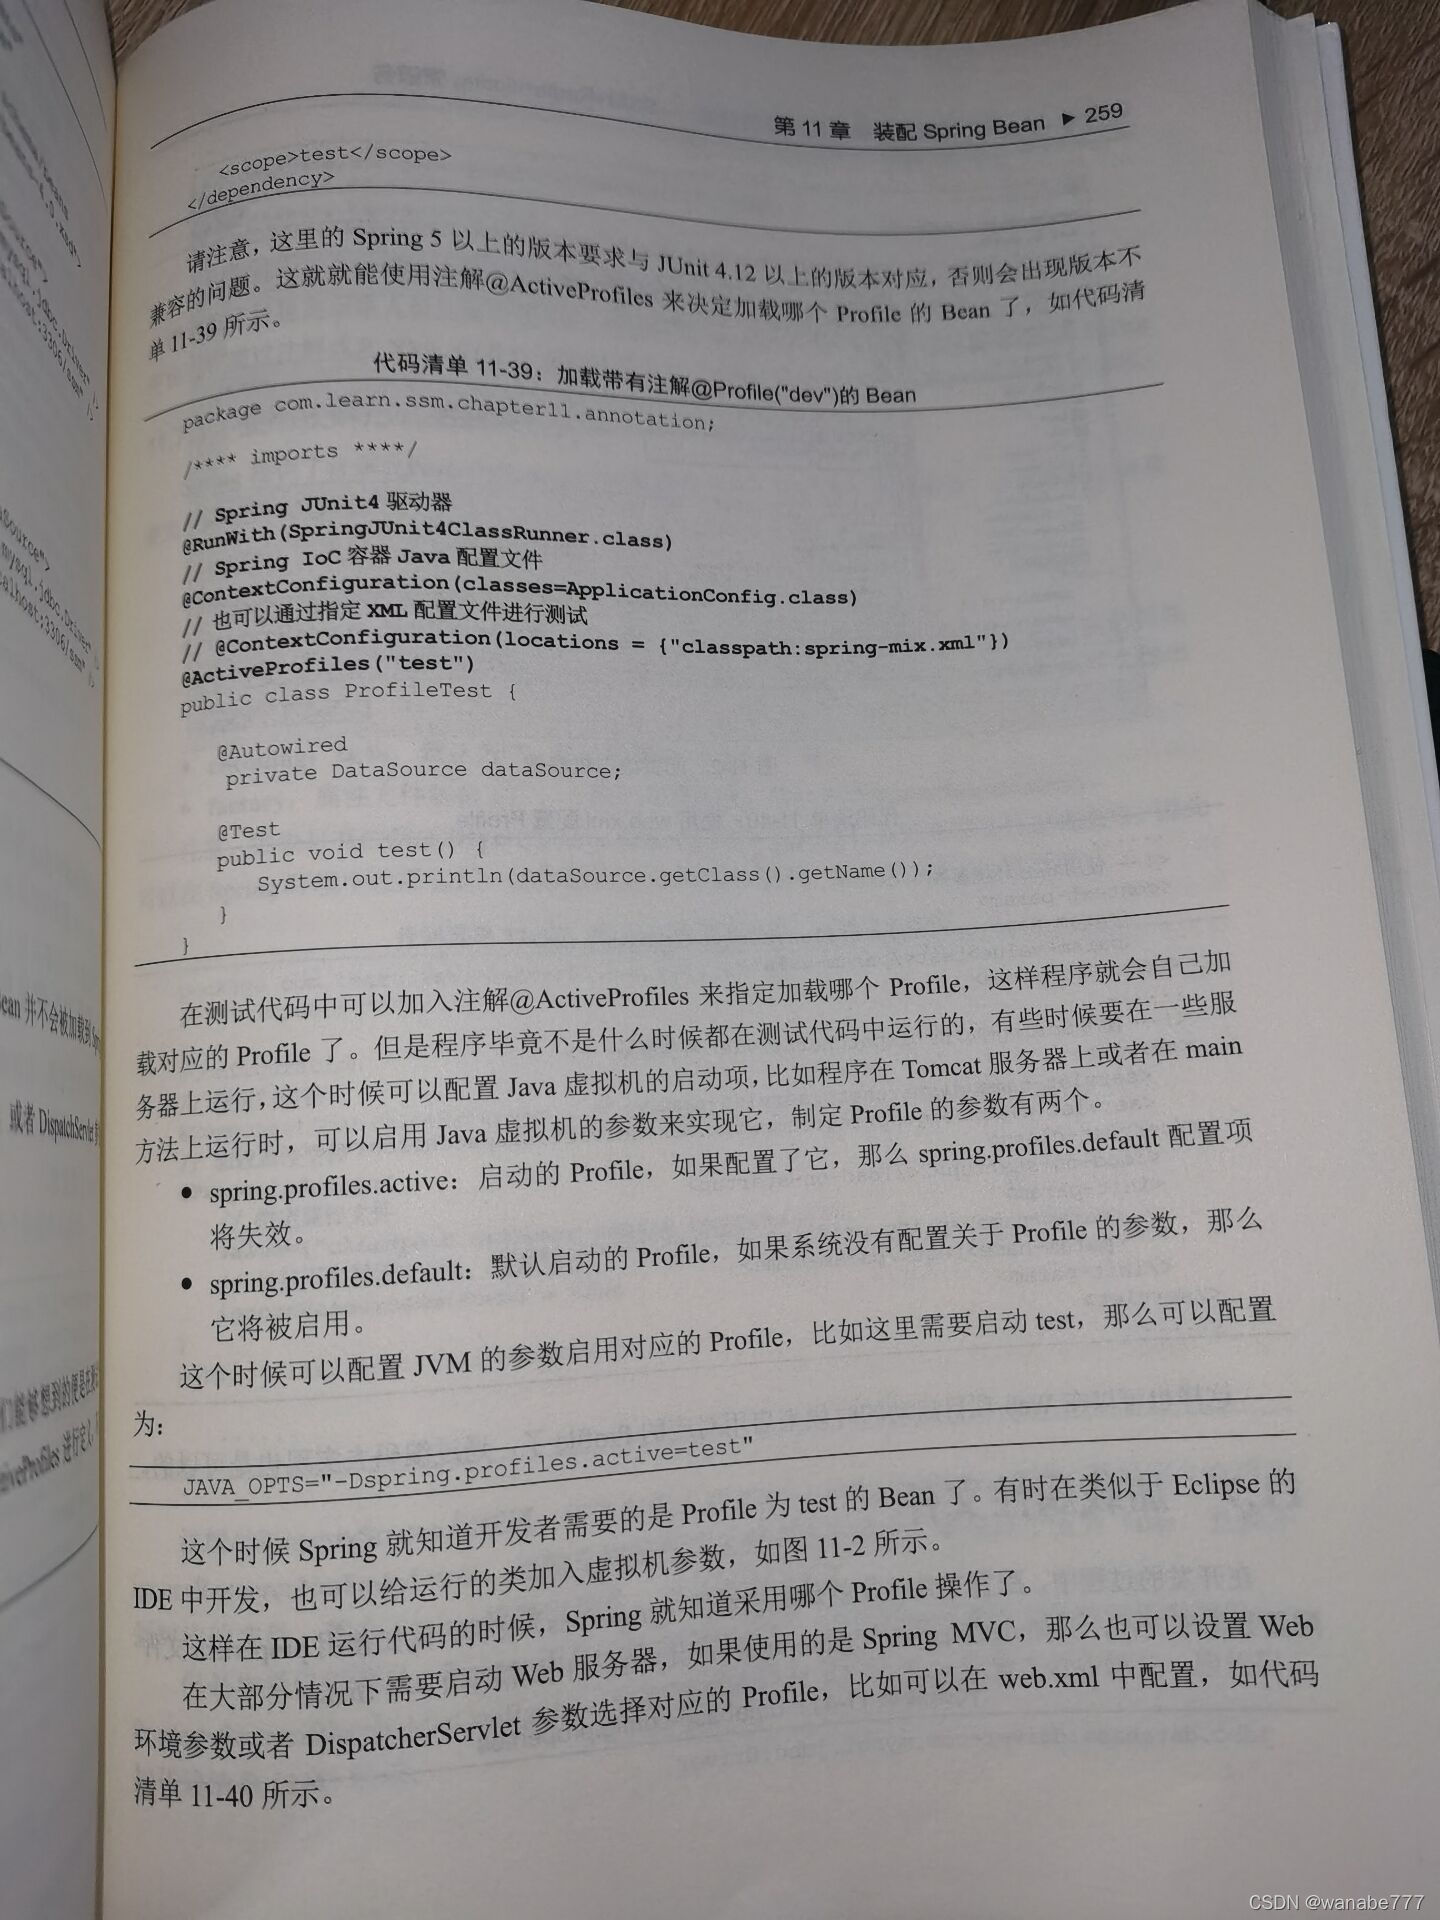 第 11 章 装配 Spring Bean ▶ 259
<scope>test</scope>
</dependency>
请注意，这里的 Spring 5 以上的版本要求与 JUnit 4.12 以上的版本对应，否则会出现版本不
兼容的问题。这就就能使用注解@ActiveProfiles 来决定加载哪个 Profile 的 Bean 了，如代码清
单 11-39 所示。
代码清单 11-39：加载带有注解@Profile("dev")的 Bean
package com.learn.ssm.chapter11.annotation;
/**** imports ****/
// Spring JUnit4 驱动器
@RunWith(SpringJUnit4ClassRunner.class)
// Spring IoC 容器 Java 配置文件
@ContextConfiguration(classes=ApplicationConfig.class)
// 也可以通过指定 XML 配置文件进行测试
// @ContextConfiguration(locations = {"classpath:spring-mix.xml"})
@ActiveProfiles("test")
public class ProfileTest {
@Autowired
private DataSource dataSource;
@Test
public void test() {
System.out.println(dataSource.getClass().getName());
}
}
在测试代码中可以加入注解@ActiveProfiles 来指定加载哪个 Profile，这样程序就会自己加
载对应的 Profile 了。但是程序毕竟不是什么时候都在测试代码中运行的，有些时候要在一些服
务器上运行，这个时候可以配置 Java 虚拟机的启动项，比如程序在 Tomcat 服务器上或者在 main
方法上运行时，可以启用 Java 虚拟机的参数来实现它，制定 Profile 的参数有两个。
● spring.profiles.active：启动的 Profile，如果配置了它，那么 spring.profiles.default 配置项
将失效。
● spring.profiles.default：默认启动的 Profile，如果系统没有配置关于 Profile 的参数，那么
它将被启用。
这个时候可以配置 JVM 的参数启用对应的 Profile，比如这里需要启动 test，那么可以配置
为：
JAVA_OPTS="-Dspring.profiles.active=test"
这个时候 Spring 就知道开发者需要的是 Profile 为 test 的 Bean 了。有时在类似于 Eclipse 的
IDE 中开发，也可以给运行的类加入虚拟机参数，如图 11-2 所示。
这样在 IDE 运行代码的时候，Spring 就知道采用哪个 Profile 操作了。
在大部分情况下需要启动 Web 服务器，如果使用的是 Spring MVC，那么也可以设置 Web
环境参数或者 DispatcherServlet 参数选择对应的 Profile，比如可以在 web.xml 中配置，如代码
清单 11-40 所示。
CSDN @wanabe777